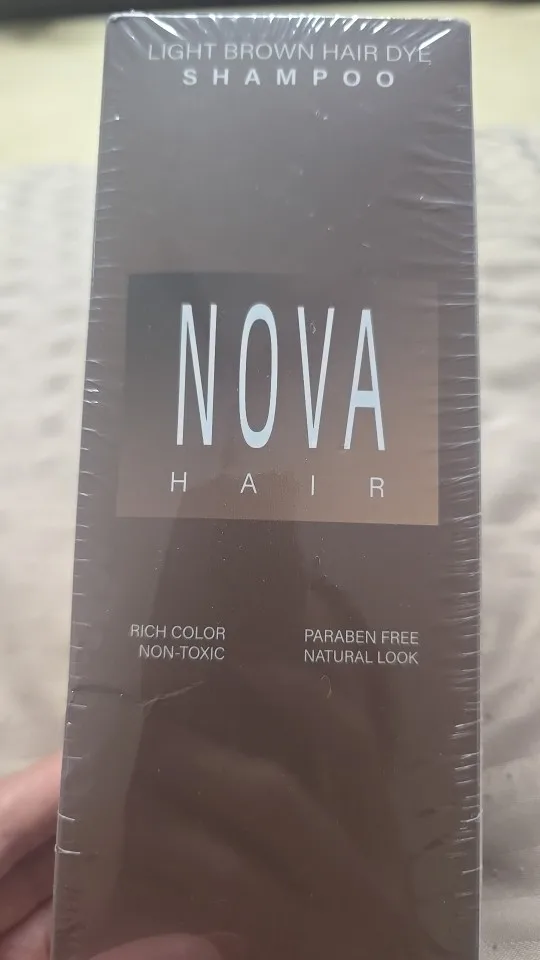 LIGHT BROWN HAIR DYE
SHAMPOO
NOVA
HAIR
RICH COLOR
NON-TOXIC
PARABEN FREE
NATURAL LOOK